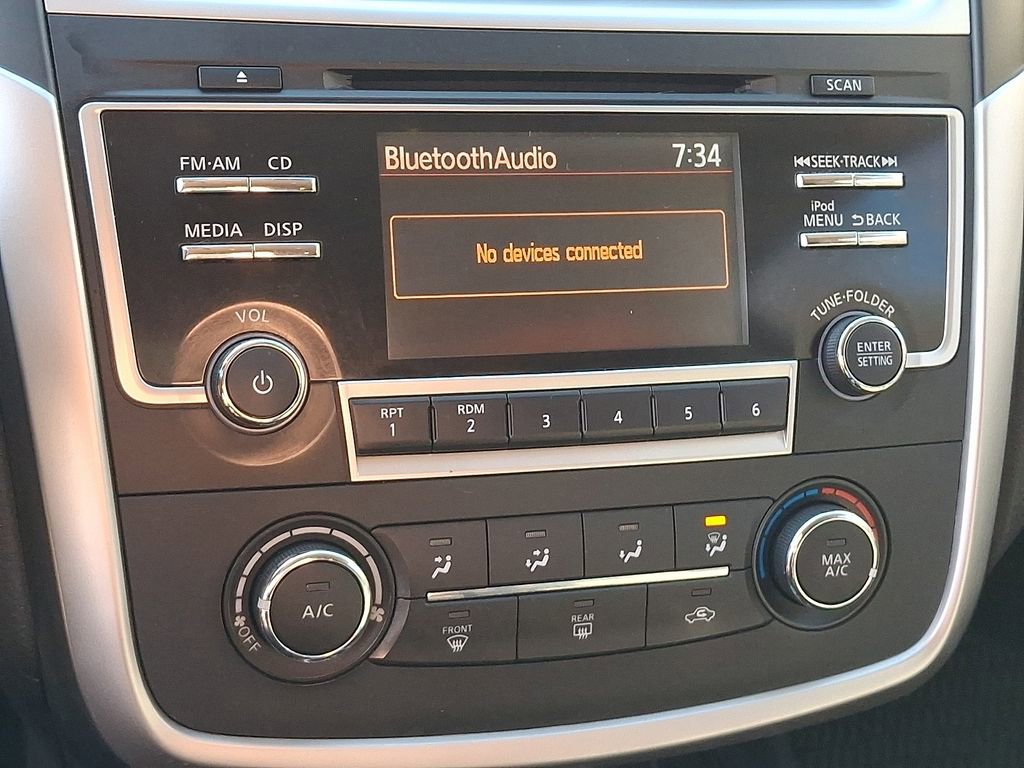 SCAN
FM·AM CD
BluetoothAudio 7:34
SEEK·TRACK
MEDIA DISP
iPod
MENU BACK
No devices connected
VOL
TUNE·FOLDER
ENTER
SETTING
RPT
1
RDM
2
3
4
5
6
A/C
OFF
MAX
A/C
FRONT
REAR